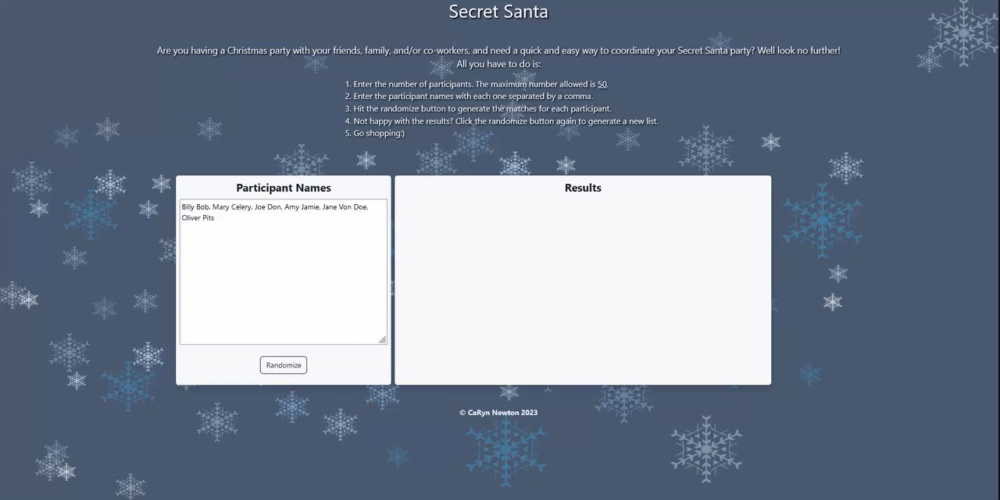 Secret Santa
Are you having a Christmas party with your friends, family, and/or co-workers, and need a quick and easy way to coordinate your Secret Santa party? Well look no further!
All you have to do is:
1. Enter the number of participants. The maximum number allowed is 50.
2. Enter the participant names with each one separated by a comma.
3. Hit the randomize button to generate the matches for each participant.
4. Not happy with the results? Click the randomize button again to generate a new list.
5. Go shopping:)
Participant Names
Billy Bob, Mary Celery, Joe Don, Amy Jamie, Jane Von Doe,
Oliver Pits
Randomize
Results
© CaRyn Newton 2023